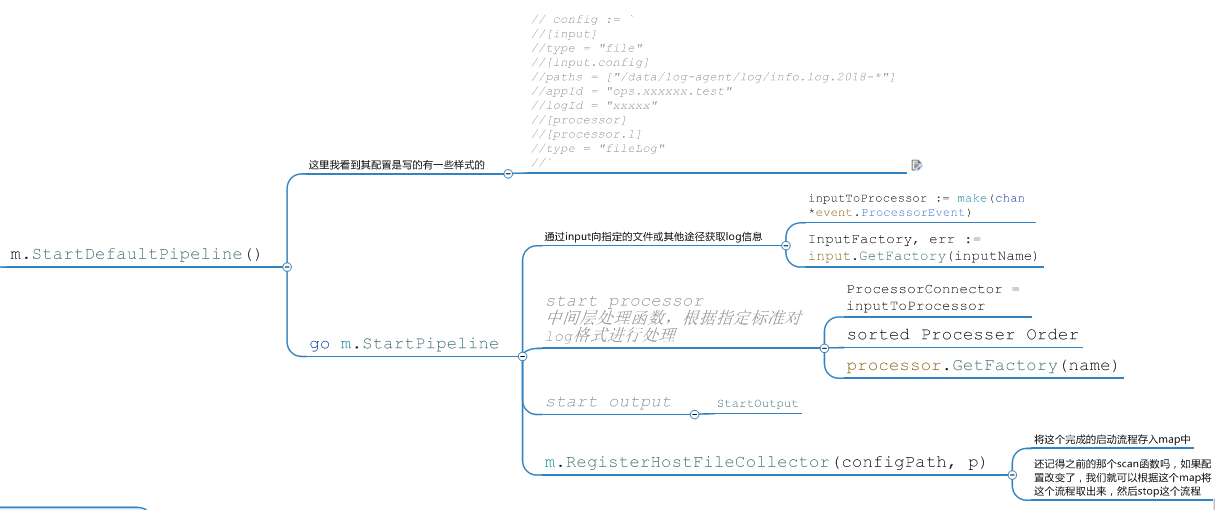 // config := `
//[input]
//type = "file"
//[input.config]
//paths = ["/data/log-agent/log/info.log.2018-*"]
//appId = "ops.xxxxxx.test"
//logId = "xxxxx"
//[processor]
//[processor.1]
//type = "fileLog"
//`
这里我看到其配置是写的有一些样式的
m.StartDefaultPipeline()
inputToProcessor := make(chan
*event.ProcessorEvent)
通过input向指定的文件或其他途径获取log信息
InputFactory, err :=
input.GetFactory(inputName)
start processor
中间层处理函数，根据指定标准对
log格式进行处理
ProcessorConnector =
inputToProcessor
sorted Processer Order
processor.GetFactory(name)
go m.StartPipeline
start output
StartOutput
m.RegisterHostFileCollector(configPath, p)
将这个完成的启动流程存入map中
还记得之前的那个scan函数吗，如果配
置改变了，我们就可以根据这个map将
这个流程取出来，然后stop这个流程